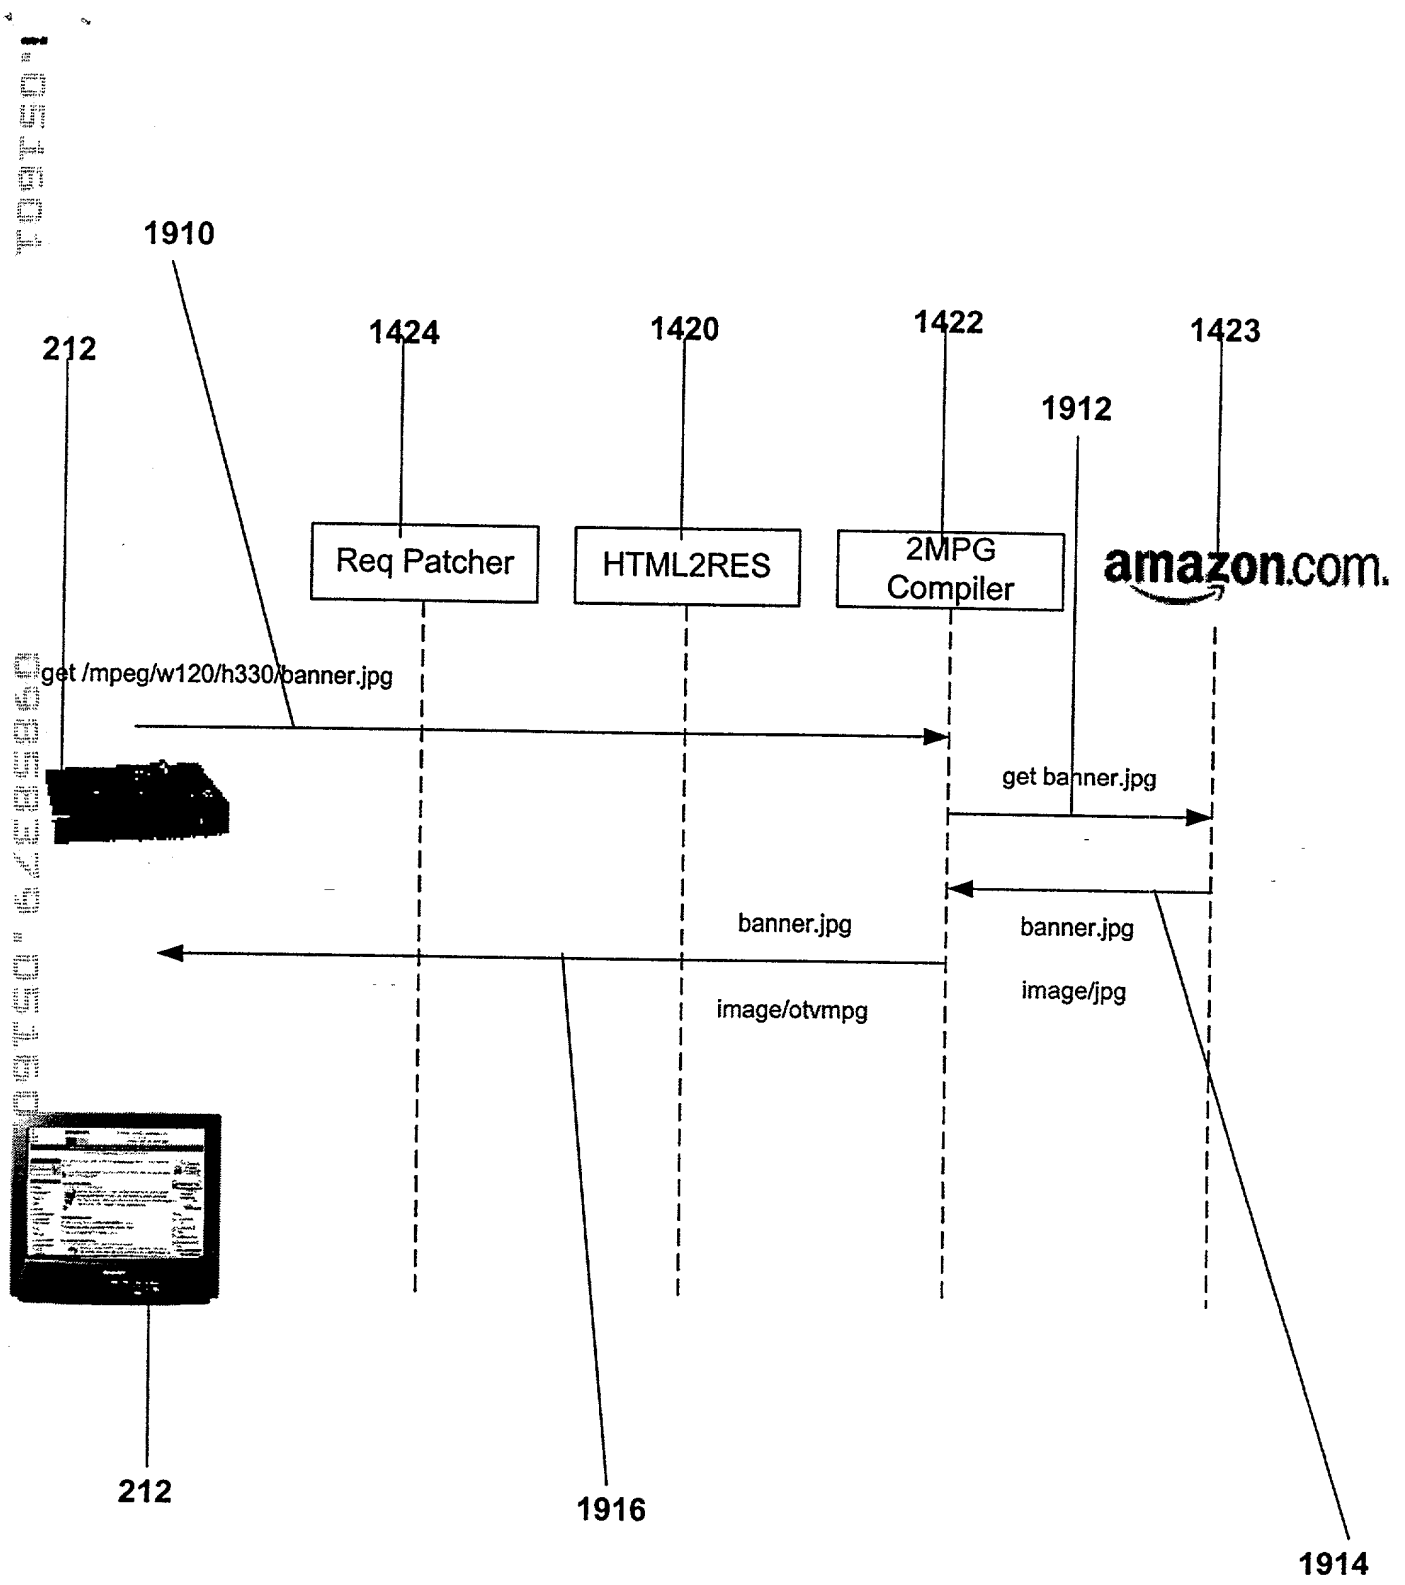 1910
212
1424
1420
1422
1423
1912
Req Patcher
HTML2RES
2MPG
Compiler
amazon.com.
get /mpeg/w120/h330/banner.jpg
get banner.jpg
banner.jpg
banner.jpg
image/otvmpg
image/jpg
212
1916
1914